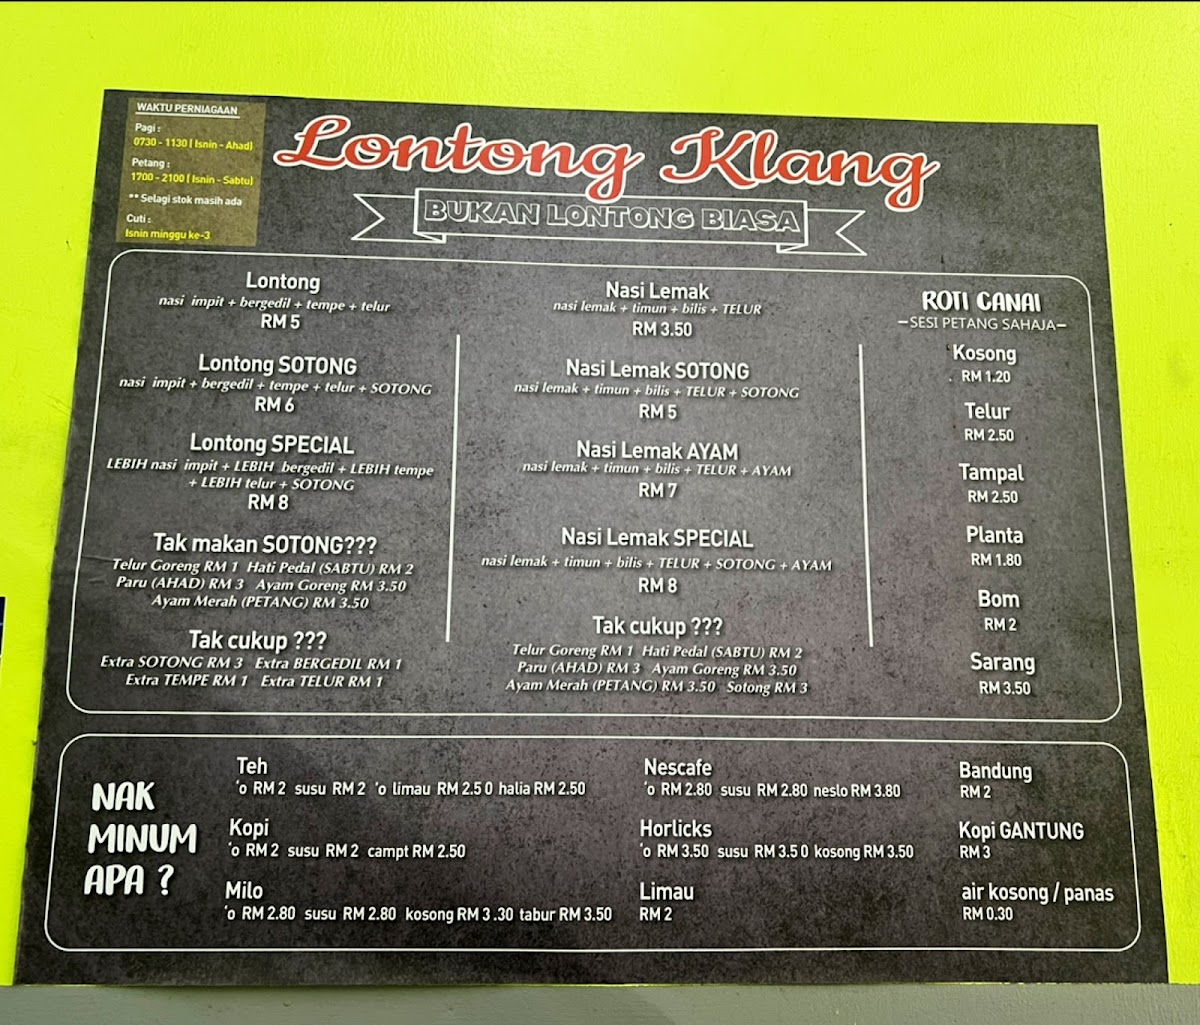 WAKTU PERNIAGAAN
Pagi :
0730 - 1130 ( Isnin - Ahad)
Petang :
1700 - 2100 ( Isnin - Sabtu)
** Selagi stok masih ada
Cuti :
Isnin minggu ke-3
Lontong Klang
BUKAN LONTONG BIASA
Lontong
nasi impit + bergedil + tempe + telur
RM 5
Lontong SOTONG
nasi impit + bergedil + tempe + telur + SOTONG
RM 6
Lontong SPECIAL
LEBIH nasi impit + LEBIH bergedil + LEBIH tempe
+ LEBIH telur + SOTONG
RM 8
Tak makan SOTONG???
Telur Goreng RM 1 Hati Pedal (SABTU) RM 2
Paru (AHAD) RM 3 Ayam Goreng RM 3.50
Ayam Merah (PETANG) RM 3.50
Tak cukup ???
Extra SOTONG RM 3 Extra BERGEDIL RM 1
Extra TEMPE RM 1 Extra TELUR RM 1
Nasi Lemak
nasi lemak + timun + bilis + TELUR
RM 3.50
Nasi Lemak SOTONG
nasi lemak + timun + bilis + TELUR + SOTONG
RM 5
Nasi Lemak AYAM
nasi lemak + timun + bilis + TELUR + AYAM
RM 7
Nasi Lemak SPECIAL
nasi lemak + timun + bilis + TELUR + SOTONG + AYAM
RM 8
Tak cukup ???
Telur Goreng RM 1 Hati Pedal (SABTU) RM 2
Paru (AHAD) RM 3 Ayam Goreng RM 3.50
Ayam Merah (PETANG) RM 3.50 Sotong RM 3
ROTI CANAI
—SESI PETANG SAHAJA—
Kosong
RM 1.20
Telur
RM 2.50
Tampal
RM 2.50
Planta
RM 1.80
Bom
RM 2
Sarang
RM 3.50
NAK
MINUM
APA ?
Teh
'o RM 2 susu RM 2 'o limau RM 2.50 halia RM 2.50
Kopi
'o RM 2 susu RM 2 campt RM 2.50
Milo
'o RM 2.80 susu RM 2.80 kosong RM 3.30 tabur RM 3.50
Nescafe
'o RM 2.80 susu RM 2.80 neslo RM 3.80
Horlicks
'o RM 3.50 susu RM 3.50 kosong RM 3.50
Limau
RM 2
Bandung
RM 2
Kopi GANTUNG
RM 3
air kosong / panas
RM 0.30